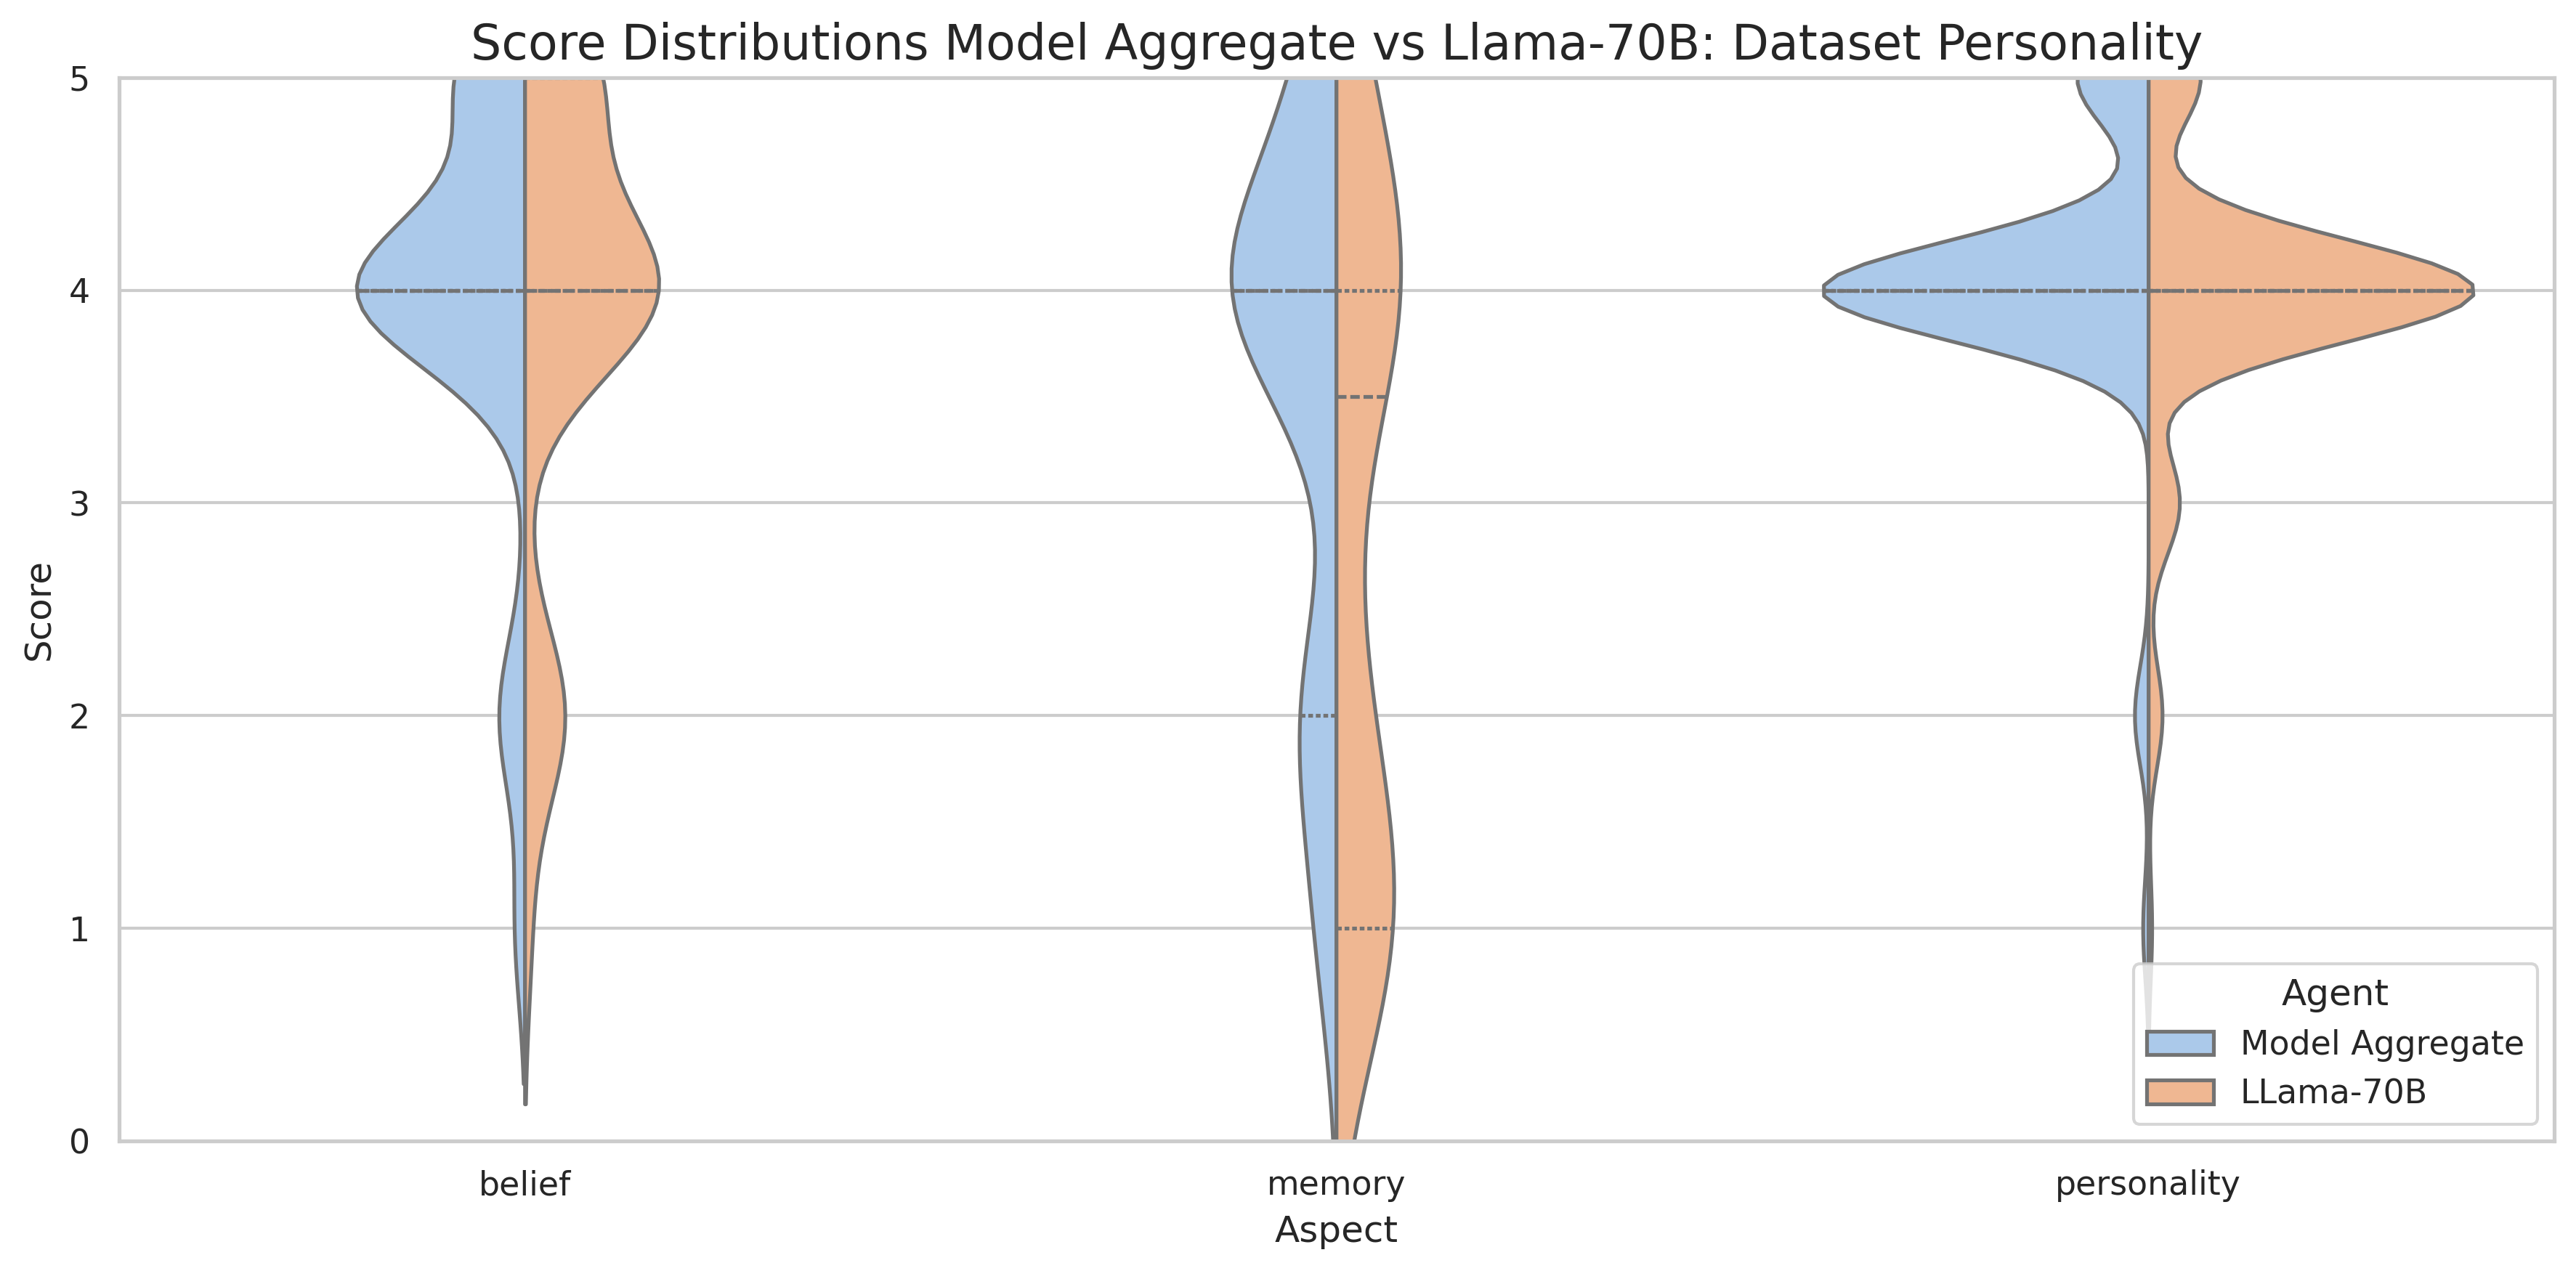 Score Distributions Model Aggregate vs Llama-70B: Dataset Personality
5
4
3
2
1
0
Score
belief
memory
personality
Aspect
Agent
Model Aggregate
LLama-70B